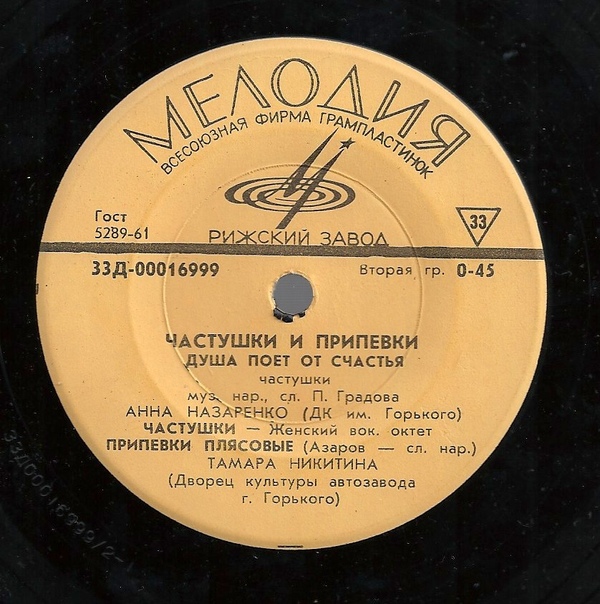 МЕЛОДИЯ
ВСЕСОЮЗНАЯ ФИРМА ГРАМПЛАСТИНОК
РИЖСКИЙ ЗАВОД
Гост
5289-61
33
33Д-00016999
Вторая гр. 0-45
ЧАСТУШКИ И ПРИПЕВКИ
ДУША ПОЕТ ОТ СЧАСТЬЯ
частушки
муз. нар., сл. П. Градова
АННА НАЗАРЕНКО (ДК им. Горького)
ЧАСТУШКИ — Женский вок. октет
ПРИПЕВКИ ПЛЯСОВЫЕ (Азаров — сл. нар.)
ТАМАРА НИКИТИНА
(Дворец культуры автозавода
г. Горького)